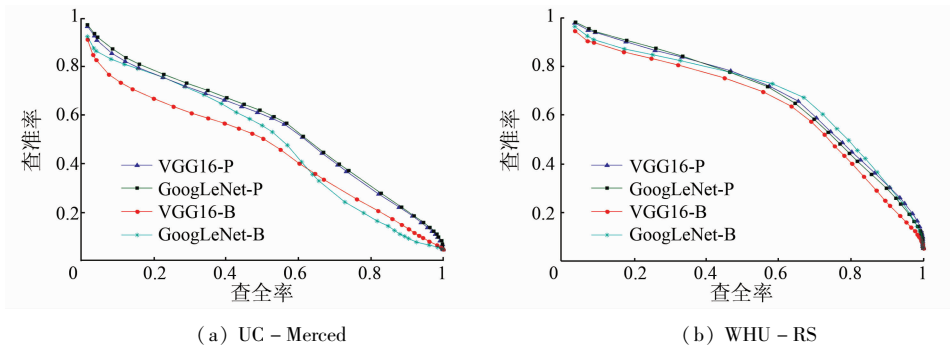 1
0.8
0.6
0.4
0.2
查准率
VGG16-P
GoogLeNet-P
VGG16-B
GoogLeNet-B
0 0.2 0.4 0.6 0.8 1
查全率
(a) UC-Merced
1
0.8
0.6
0.4
0.2
查准率
VGG16-P
GoogLeNet-P
VGG16-B
GoogLeNet-B
0 0.2 0.4 0.6 0.8 1
查全率
(b) WHU-RS